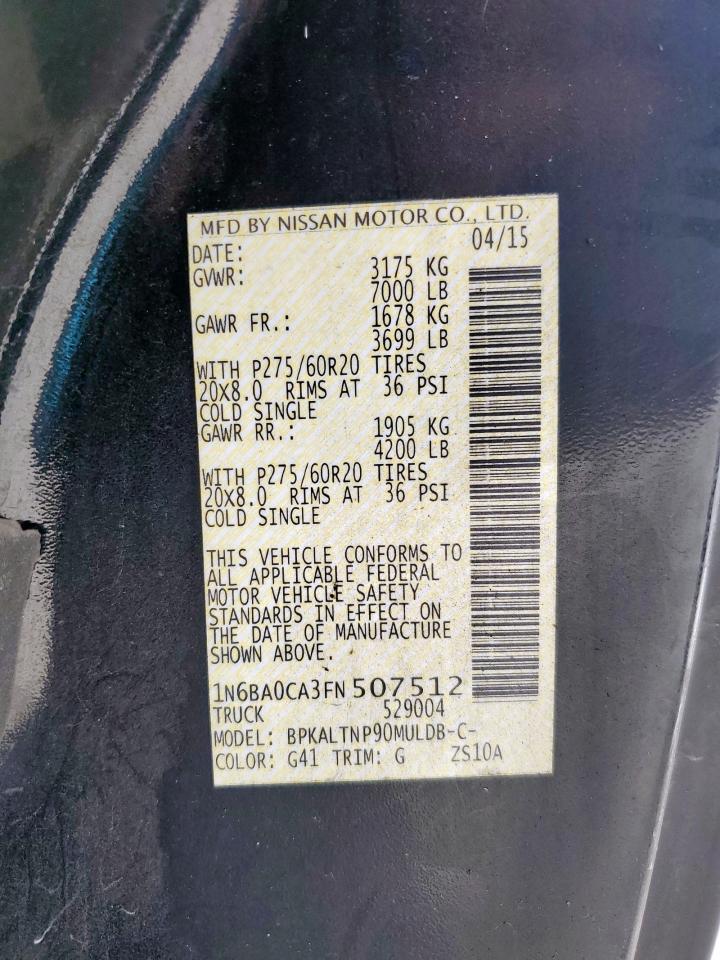 MFD BY NISSAN MOTOR CO., LTD.
DATE: 04/15
GVWR: 3175 KG
7000 LB
GAWR FR.: 1678 KG
3699 LB
WITH P275/60R20 TIRES
20X8.0 RIMS AT 36 PSI
COLD SINGLE
GAWR RR.: 1905 KG
4200 LB
WITH P275/60R20 TIRES
20X8.0 RIMS AT 36 PSI
COLD SINGLE
THIS VEHICLE CONFORMS TO
ALL APPLICABLE FEDERAL
MOTOR VEHICLE SAFETY
STANDARDS IN EFFECT ON
THE DATE OF MANUFACTURE
SHOWN ABOVE.
1N6BA0CA3FN 507512
TRUCK 529004
MODEL: BPKALTNP90MULDB-C-
COLOR: G41 TRIM: G ZS10A